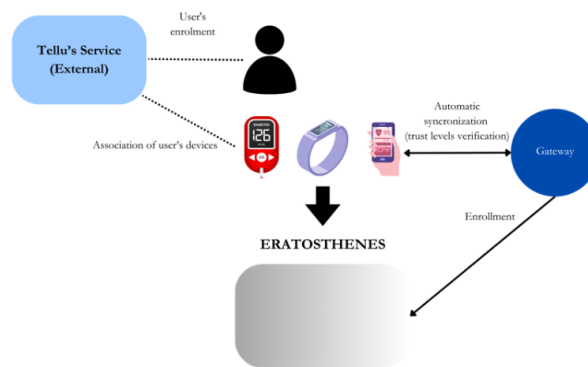 User's
enrolment
Tellu's Service
(External)
Association of user's devices
126
Automatic
syncronization
(trust levels verification)
Gateway
Enrollment
ERATOSTHENES